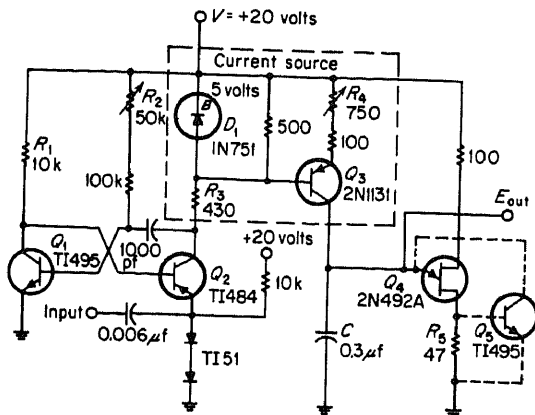 V = +20 volts
Current source
R1
10k
R2
50k
5 volts
B
D1
IN751
500
R4
750
100
100k
R3
430
Q3
2N1131
100
Eout
Q1
TI495
1000
pf
Q2
TI484
+20 volts
10k
Q4
2N492A
Q5
TI495
Input
0.006μf
TI51
C
0.3μf
R5
47